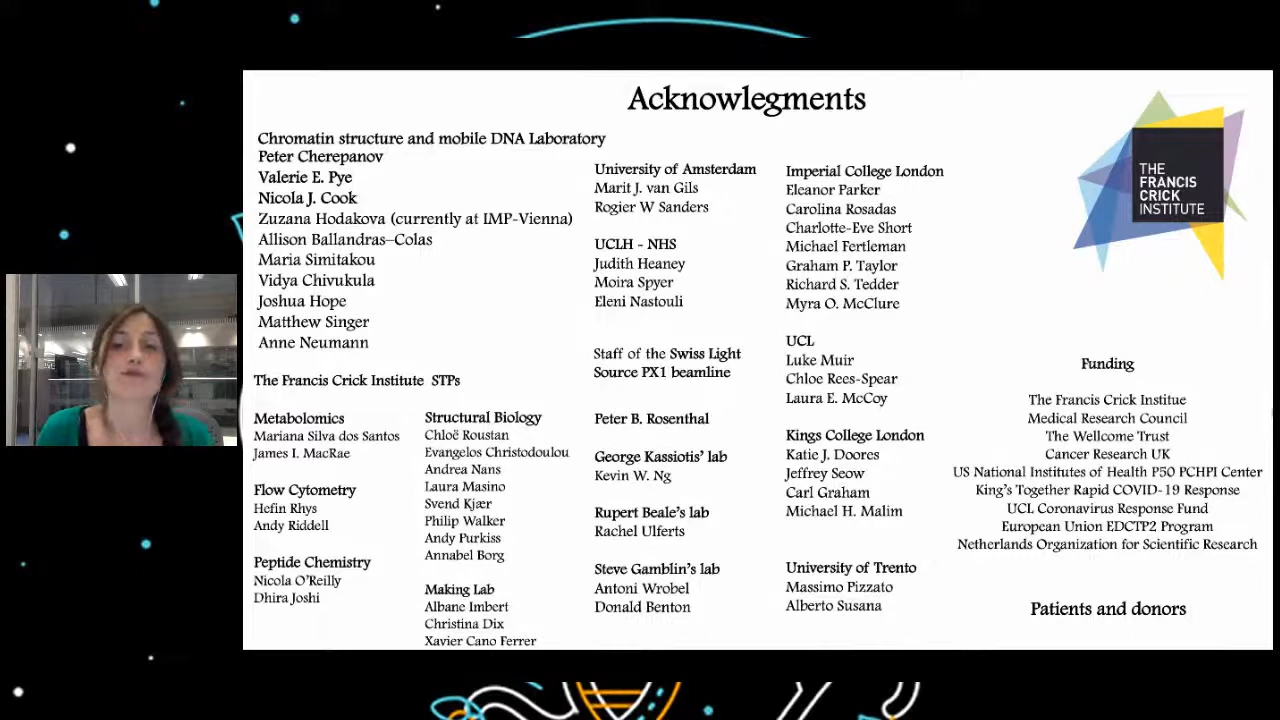 Acknowlegments
Chromatin structure and mobile DNA Laboratory
Peter Cherepanov
Valerie E. Pye
Nicola J. Cook
Zuzana Hodakova (currently at IMP-Vienna)
Allison Ballandras-Colas
Maria Simitakou
Vidya Chivukula
Joshua Hope
Matthew Singer
Anne Neumann
The Francis Crick Institute STPs
Metabolomics
Mariana Silva dos Santos
James I. MacRae
Flow Cytometry
Hefin Rhys
Andy Riddell
Peptide Chemistry
Nicola O'Reilly
Dhira Joshi
Structural Biology
Chloë Roustan
Evangelos Christodoulou
Andrea Nans
Laura Masino
Svend Kjær
Philip Walker
Andy Purkiss
Annabel Borg
Making Lab
Albane Imbert
Christina Dix
Xavier Cano Ferrer
University of Amsterdam
Marit J. van Gils
Rogier W Sanders
UCLH - NHS
Judith Heaney
Moira Spyer
Eleni Nastouli
Staff of the Swiss Light
Source PX1 beamline
Peter B. Rosenthal
George Kassiotis' lab
Kevin W. Ng
Rupert Beale's lab
Rachel Ulferts
Steve Gamblin's lab
Antoni Wrobel
Donald Benton
Imperial College London
Eleanor Parker
Carolina Rosadas
Charlotte-Eve Short
Michael Fertleman
Graham P. Taylor
Richard S. Tedder
Myra O. McClure
UCL
Luke Muir
Chloe Rees-Spear
Laura E. McCoy
Kings College London
Katie J. Doores
Jeffrey Seow
Carl Graham
Michael H. Malim
University of Trento
Massimo Pizzato
Alberto Susana
THE
FRANCIS
CRICK
INSTITUTE
Funding
The Francis Crick Institue
Medical Research Council
The Wellcome Trust
Cancer Research UK
US National Institutes of Health P50 PCHPI Center
King's Together Rapid COVID-19 Response
UCL Coronavirus Response Fund
European Union EDCTP2 Program
Netherlands Organization for Scientific Research
Patients and donors